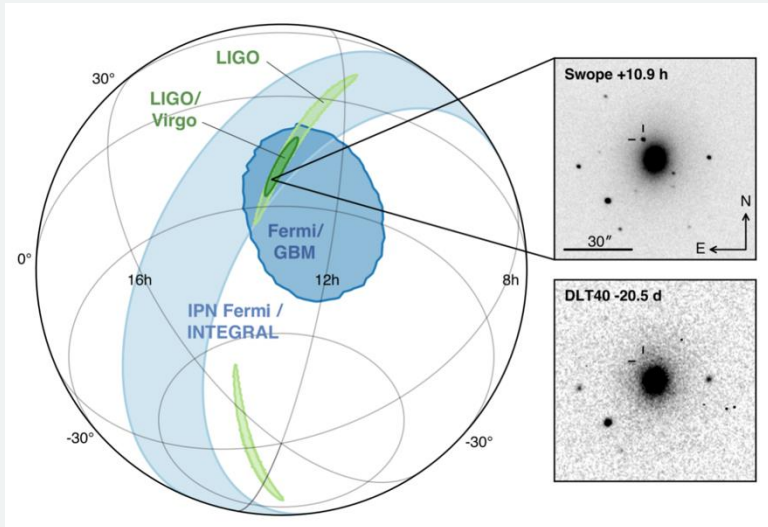 LIGO
30°
LIGO/
Virgo
Fermi/
GBM
0°
16h
12h
8h
IPN Fermi /
INTEGRAL
-30°
-30°
Swope +10.9 h
N
30″
E
DLT40 -20.5 d